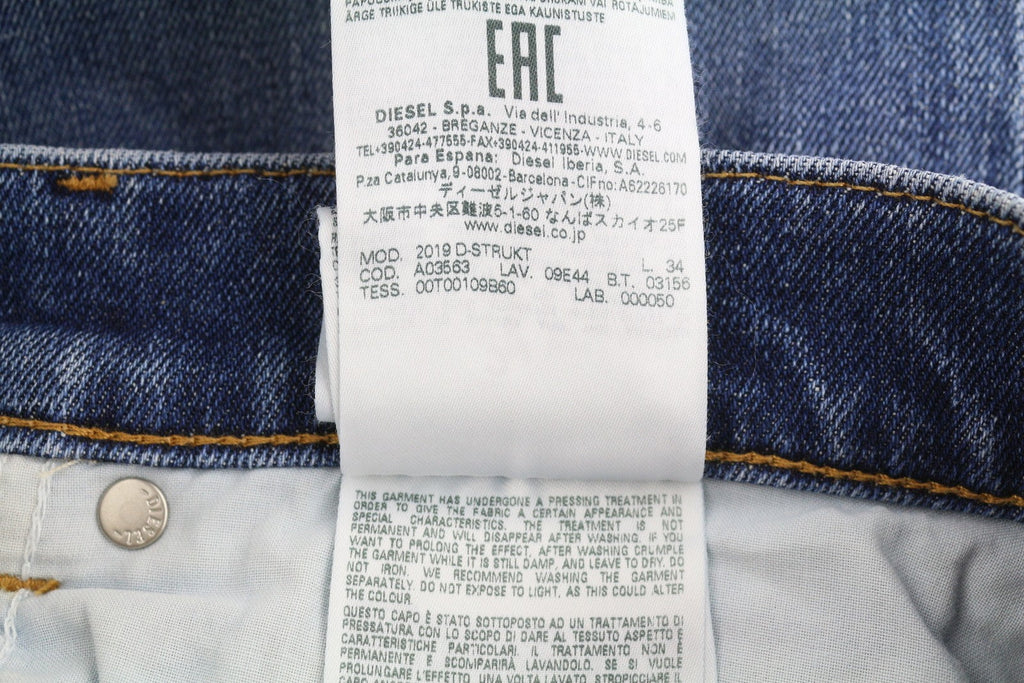 ÄRGE TRIIKIGE ÜLE TRÜKISTE EGA KAUNISTUSTE
EAC
DIESEL S.p.a. Via dell' Industria, 4-6
36042 - BREGANZE - VICENZA - ITALY
TEL+390424-477555-FAX+390424-411955-WWW.DIESEL.COM
Para Espana: Diesel Iberia, S.A.
P.za Catalunya,9-08002-Barcelona-CIFno:A62226170
ディーゼルジャパン(株)
大阪市中央区難波5-1-60 なんばスカイオ25F
www.diesel.co.jp
MOD. 2019 D-STRUKT L. 34
COD. A03563 LAV. 09E44 B.T. 03156
TESS. 00T00109B60 LAB. 000050
DIESEL
THIS GARMENT HAS UNDERGONE A PRESSING TREATMENT IN
ORDER TO GIVE THE FABRIC A CERTAIN APPEARANCE AND
SPECIAL CHARACTERISTICS. THE TREATMENT IS NOT
PERMANENT AND WILL DISAPPEAR AFTER WASHING. IF YOU
WANT TO PROLONG THE EFFECT, AFTER WASHING CRUMPLE
THE GARMENT WHILE IT IS STILL DAMP, AND LEAVE TO DRY. DO
NOT IRON. WE RECOMMEND WASHING THE GARMENT
SEPARATELY. DO NOT EXPOSE TO LIGHT, AS THIS COULD ALTER
THE COLOUR.
QUESTO CAPO È STATO SOTTOPOSTO AD UN TRATTAMENTO DI
PRESSATURA CON LO SCOPO DI DARE AL TESSUTO ASPETTO E
CARATTERISTICHE PARTICOLARI. IL TRATTAMENTO NON È
PERMANENTE E SCOMPARIRÀ LAVANDOLO. SE SI VUOLE
PROLUNGARE L'EFFETTO, UNA VOLTA LAVATO, STROPICCIARE IL